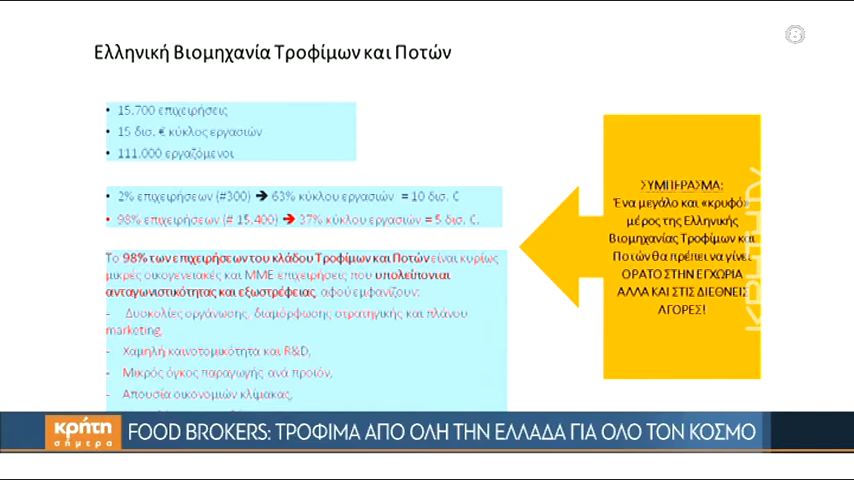 Ελληνική Βιομηχανία Τροφίμων και Ποτών
• 15.700 επιχειρήσεις
• 15 δισ. € κύκλος εργασιών
• 111.000 εργαζόμενοι
• 2% επιχειρήσεων (#300) → 63% κύκλου εργασιών = 10 δισ. €
• 98% επιχειρήσεων (# 15.400) → 37% κύκλου εργασιών = 5 δισ. €.
Το 98% των επιχειρήσεων του κλάδου Τροφίμων και Ποτών είναι κυρίως
μικρές οικογενειακές και ΜΜΕ επιχειρήσεις που υπολείπονται
ανταγωνιστικότητας και εξωστρέφειας, αφού εμφανίζουν:
- Δυσκολίες οργάνωσης, διαμόρφωσης στρατηγικής και πλάνου
marketing,
- Χαμηλή καινοτομικότητα και R&D,
- Μικρός όγκος παραγωγής ανά προϊόν,
- Απουσία οικονομιών κλίμακας,
ΣΥΜΠΕΡΑΣΜΑ:
Ένα μεγάλο και «κρυφό»
μέρος της Ελληνικής
Βιομηχανίας Τροφίμων και
Ποτών θα πρέπει να γίνει
ΟΡΑΤΟ ΣΤΗΝ ΕΓΧΩΡΙΑ
ΑΛΛΑ ΚΑΙ ΣΤΙΣ ΔΙΕΘΝΕΙΣ
ΑΓΟΡΕΣ!
ΚΡΗΤΗ TV
κρήτη
σήμερα
FOOD BROKERS: ΤΡΟΦΙΜΑ ΑΠΟ ΟΛΗ ΤΗΝ ΕΛΛΑΔΑ ΓΙΑ ΟΛΟ ΤΟΝ ΚΟΣΜΟ
8